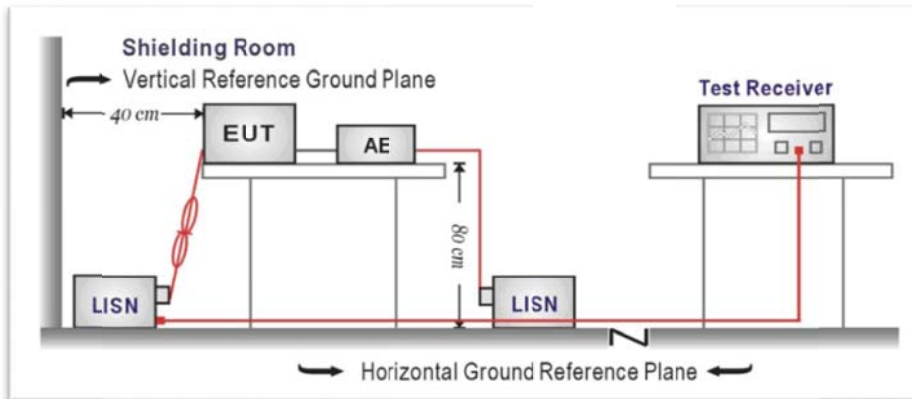 Shielding Room
Vertical Reference Ground Plane
40 cm
EUT
AE
Test Receiver
80 cm
LISN
LISN
Horizontal Ground Reference Plane